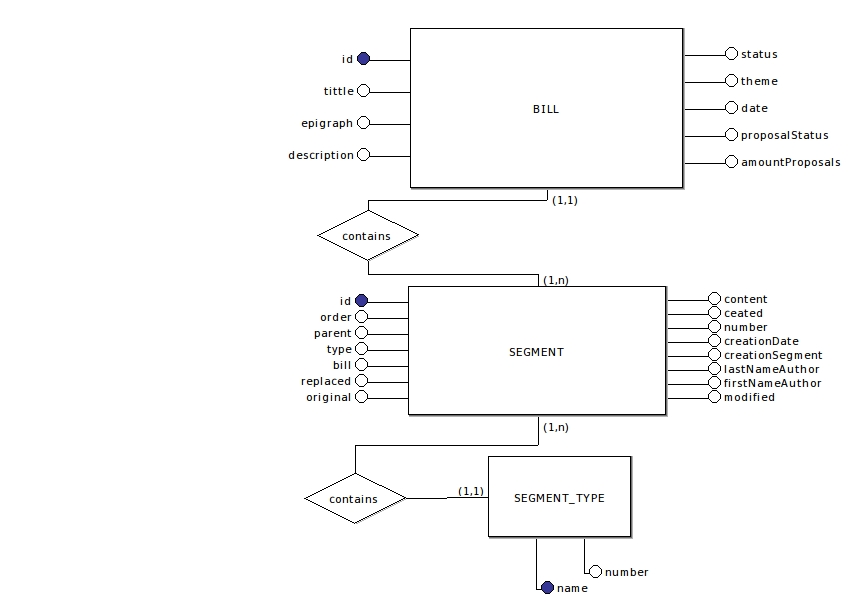 id
tittle
epigraph
description
BILL
status
theme
date
proposalStatus
amountProposals
(1,1)
contains
(1,n)
id
order
parent
type
bill
replaced
original
SEGMENT
content
ceated
number
creationDate
creationSegment
lastNameAuthor
firstNameAuthor
modified
(1,n)
contains
(1,1)
SEGMENT_TYPE
number
name